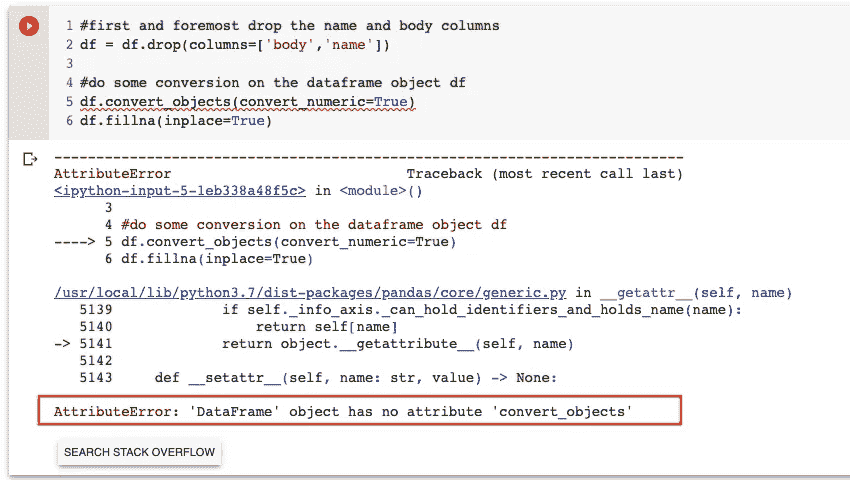 1 #first and foremost drop the name and body columns
2 df = df.drop(columns=['body','name'])
3
4 #do some conversion on the dataframe object df
5 df.convert_objects(convert_numeric=True)
6 df.fillna(inplace=True)
---------------------------------------------------------------------------
AttributeError                            Traceback (most recent call last)
<ipython-input-5-1eb338a48f5c> in <module>()
      3
      4 #do some conversion on the dataframe object df
----> 5 df.convert_objects(convert_numeric=True)
      6 df.fillna(inplace=True)
/usr/local/lib/python3.7/dist-packages/pandas/core/generic.py in __getattr__(self, name)
   5139             if self._info_axis._can_hold_identifiers_and_holds_name(name):
   5140                 return self[name]
-> 5141             return object.__getattribute__(self, name)
   5142
   5143     def __setattr__(self, name: str, value) -> None:
AttributeError: 'DataFrame' object has no attribute 'convert_objects'
SEARCH STACK OVERFLOW